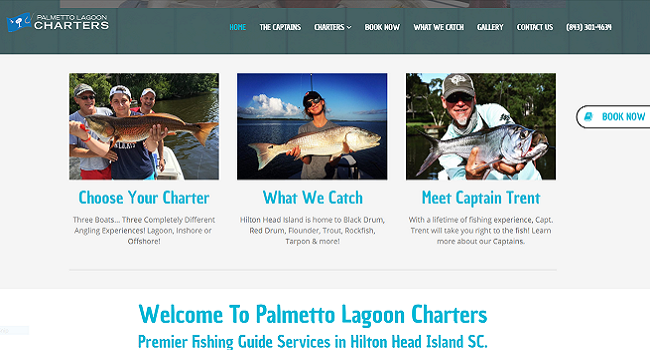 PALMETTO LAGOON
CHARTERS
HOME THE CAPTAINS CHARTERS BOOK NOW WHAT WE CATCH GALLERY CONTACT US (843) 301-4634
BOOK NOW
Choose Your Charter
Three Boats... Three Completely Different
Angling Experiences! Lagoon, Inshore or
Offshore!
What We Catch
Hilton Head Island is home to Black Drum,
Red Drum, Flounder, Trout, Rockfish,
Tarpon & more!
Meet Captain Trent
With a lifetime of fishing experience, Capt.
Trent will take you right to the fish! Learn
more about our Captains.
Welcome To Palmetto Lagoon Charters
Premier Fishing Guide Services in Hilton Head Island SC.